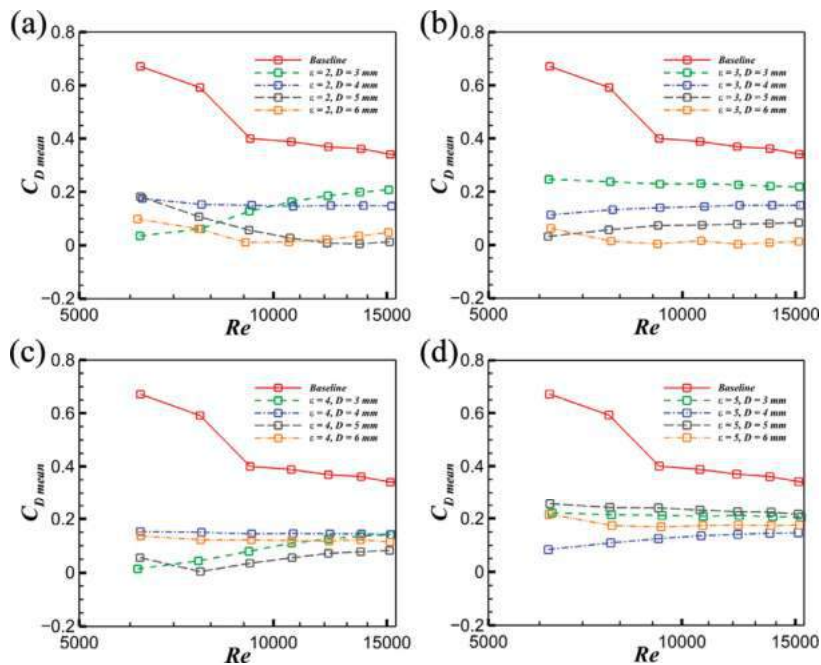 (a)
0.8
0.6
0.4
0.2
0
−0.2
C_D mean
5000
10000
15000
Re
Baseline
ε = 2, D = 3 mm
ε = 2, D = 4 mm
ε = 2, D = 5 mm
ε = 2, D = 6 mm
(b)
0.8
0.6
0.4
0.2
0
−0.2
C_D mean
5000
10000
15000
Re
Baseline
ε = 3, D = 3 mm
ε = 3, D = 4 mm
ε = 3, D = 5 mm
ε = 3, D = 6 mm
(c)
0.8
0.6
0.4
0.2
0
−0.2
C_D mean
5000
10000
15000
Re
Baseline
ε = 4, D = 3 mm
ε = 4, D = 4 mm
ε = 4, D = 5 mm
ε = 4, D = 6 mm
(d)
0.8
0.6
0.4
0.2
0
−0.2
C_D mean
5000
10000
15000
Re
Baseline
ε = 5, D = 3 mm
ε = 5, D = 4 mm
ε = 5, D = 5 mm
ε = 5, D = 6 mm